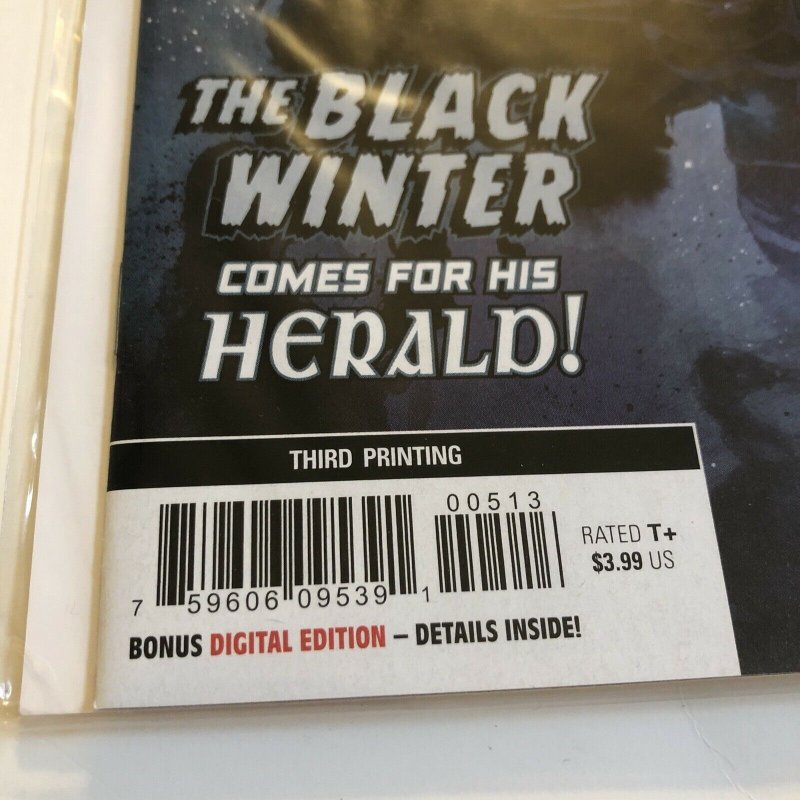 THE BLACK
WINTER
COMES FOR HIS
HERALD!
THIRD PRINTING
00513
RATED T+
$3.99 US
7 59606 09539 1
BONUS DIGITAL EDITION – DETAILS INSIDE!